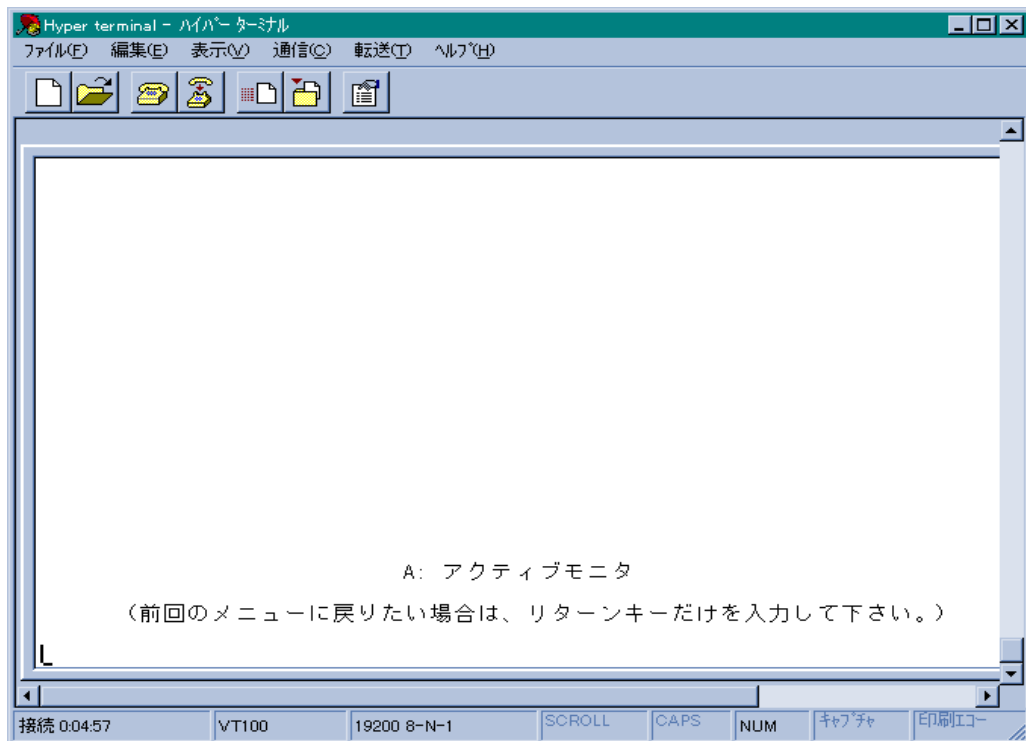 Hyper terminal - ﾊｲﾊﾟｰ ﾀｰﾐﾅﾙ
ﾌｧｲﾙ(F) 編集(E) 表示(V) 通信(C) 転送(T) ﾍﾙﾌﾟ(H)
A: アクティブモニタ
（前回のメニューに戻りたい場合は、リターンキーだけを入力して下さい。）
接続 0:04:57 VT100 19200 8-N-1 SCROLL CAPS NUM ｷｬﾌﾟﾁｬ 印刷ｴｺｰ